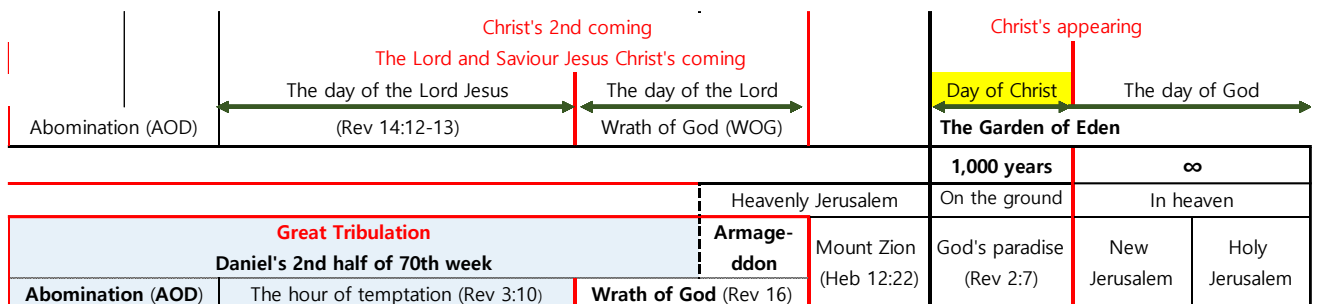 Christ's 2nd coming
Christ's appearing
The Lord and Saviour Jesus Christ's coming
The day of the Lord Jesus
The day of the Lord
Day of Christ
The day of God
Abomination (AOD)
(Rev 14:12-13)
Wrath of God (WOG)
The Garden of Eden
1,000 years
∞
Heavenly Jerusalem
On the ground
In heaven
Great Tribulation
Daniel's 2nd half of 70th week
Armage-
ddon
Mount Zion
(Heb 12:22)
God's paradise
(Rev 2:7)
New
Jerusalem
Holy
Jerusalem
Abomination (AOD)
The hour of temptation (Rev 3:10)
Wrath of God (Rev 16)